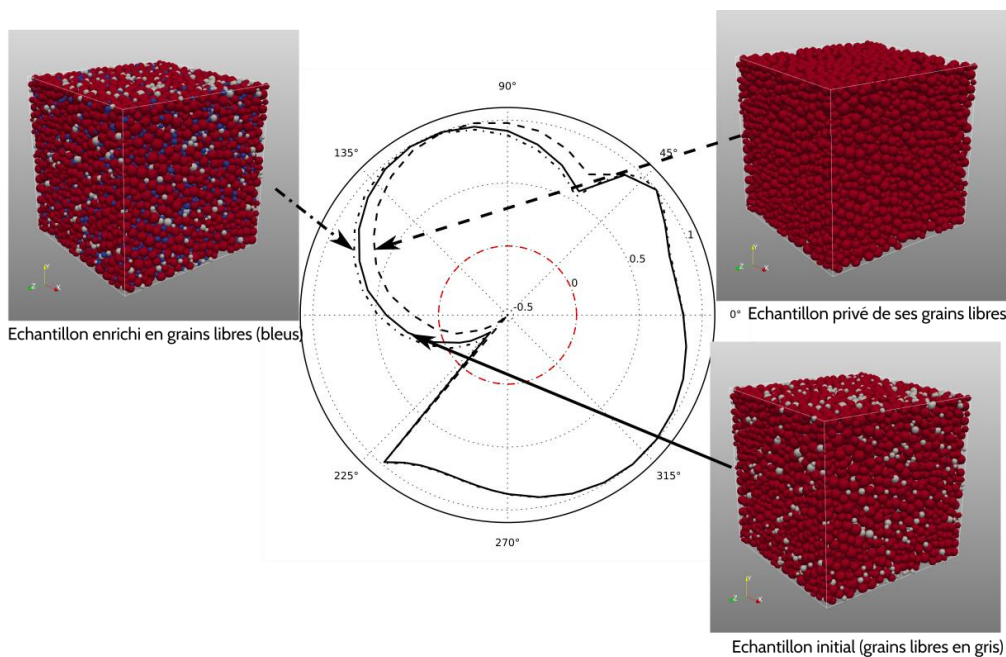 90°
135°
45°
1
0.5
0
-0.5
0°
225°
315°
270°
Y
Z
X
Echantillon enrichi en grains libres (bleus)
Y
Z
X
Echantillon privé de ses grains libres
Y
Z
X
Echantillon initial (grains libres en gris)